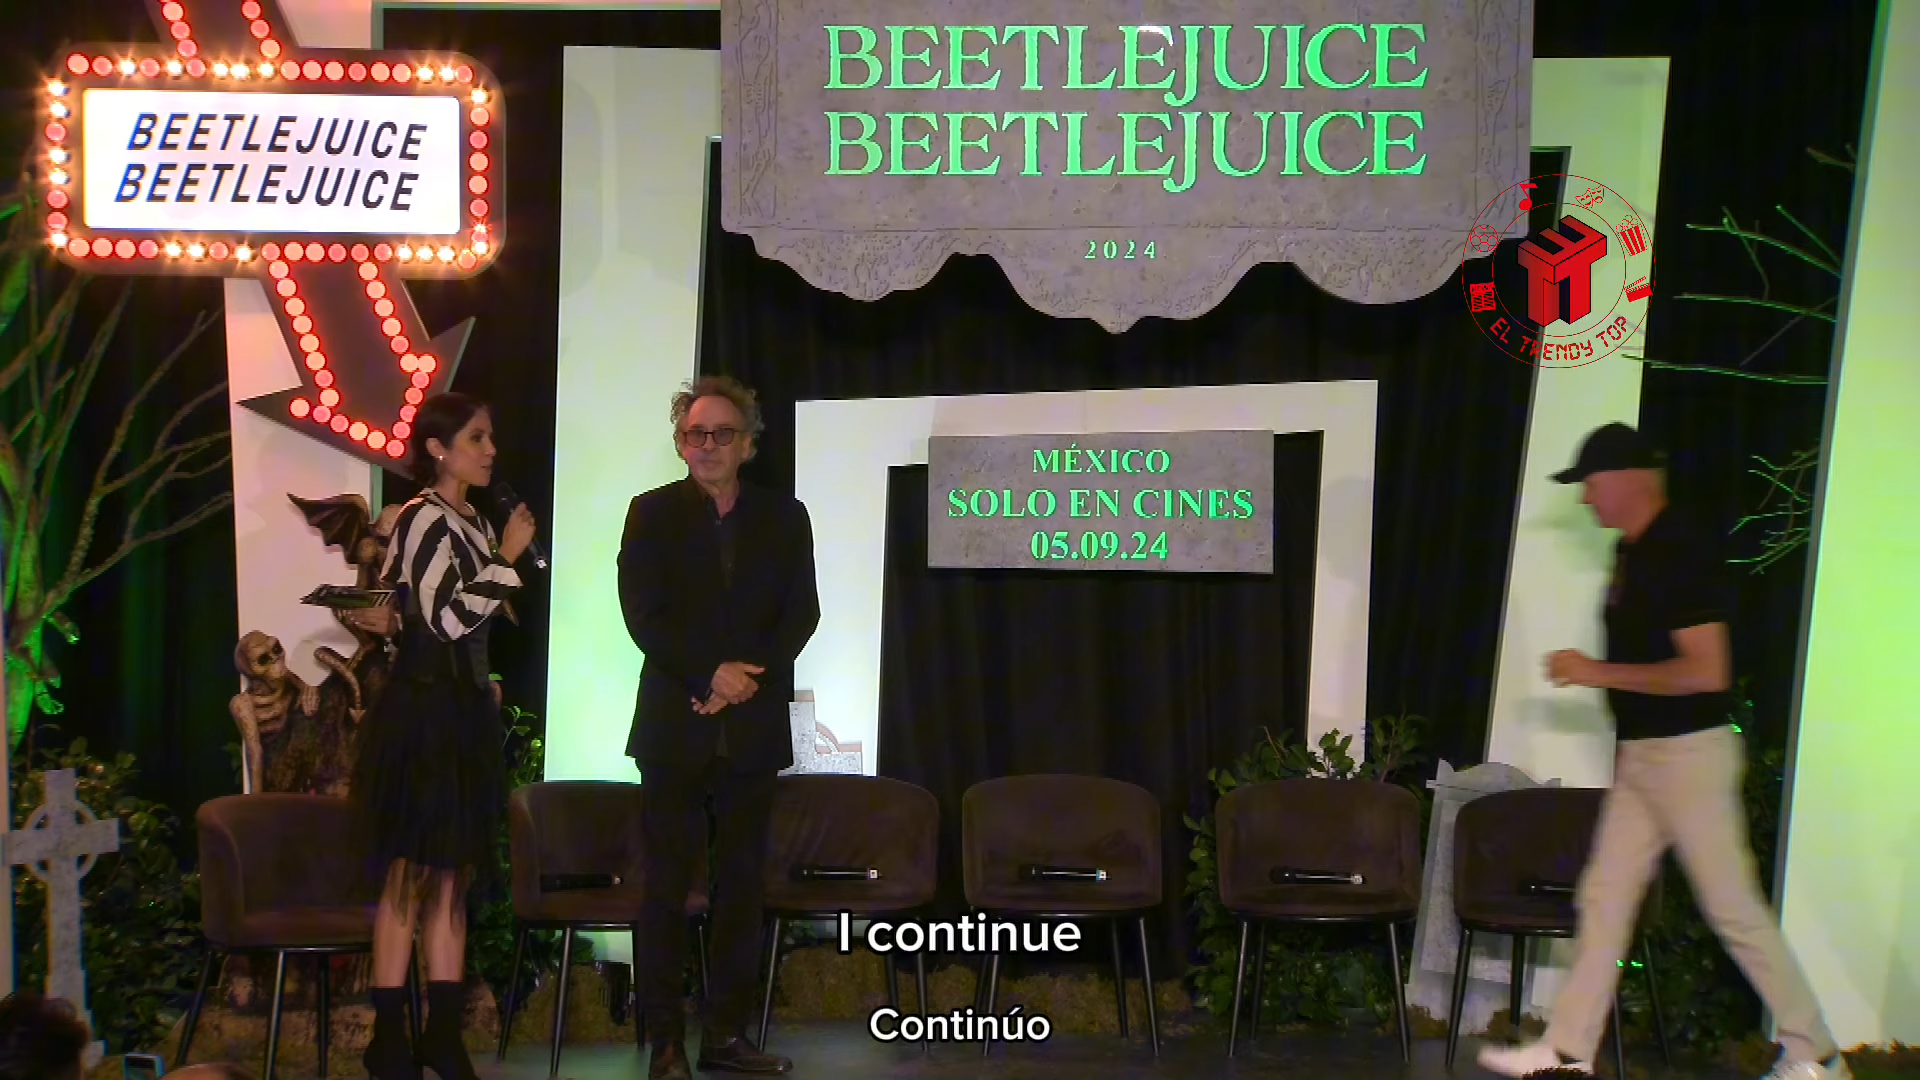 BEETLEJUICE
BEETLEJUICE
BEETLEJUICE
BEETLEJUICE
2024
EL TRENDY TOP
MÉXICO
SOLO EN CINES
05.09.24
I continue
Continúo